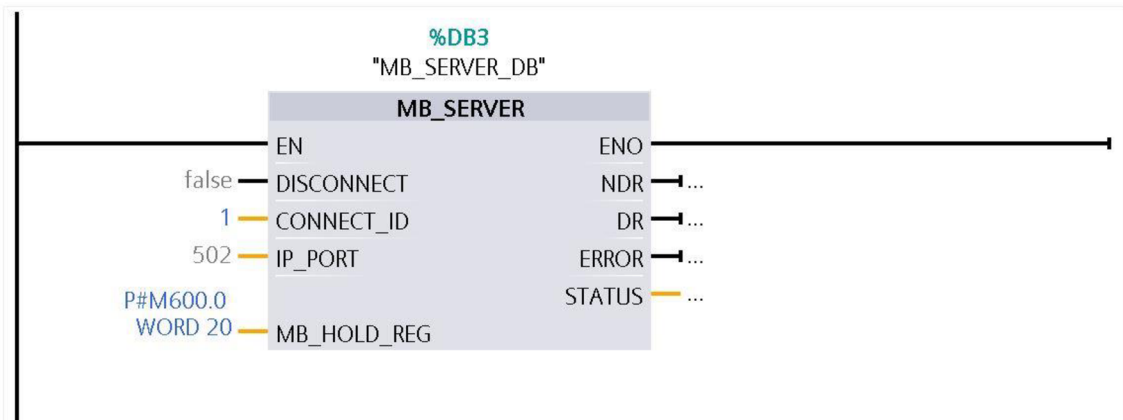 %DB3
"MB_SERVER_DB"
MB_SERVER
EN ENO
false DISCONNECT NDR ...
1 CONNECT_ID DR ...
502 IP_PORT ERROR ...
STATUS ...
P#M600.0
WORD 20 MB_HOLD_REG